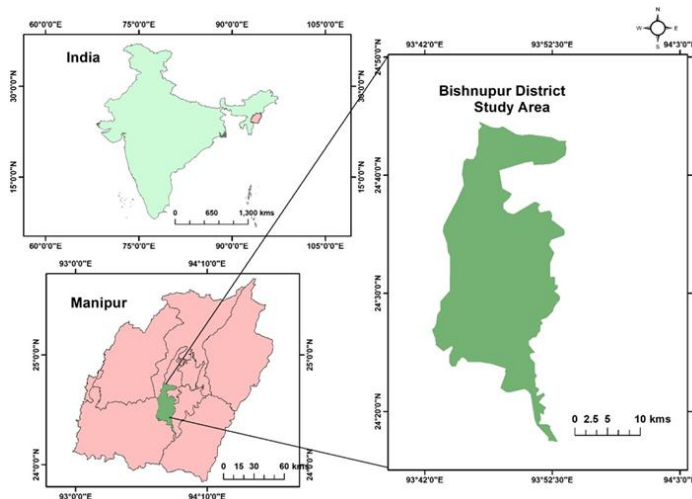 60°0'0"E 75°0'0"E 90°0'0"E 105°0'0"E
India
30°0'0"N
15°0'0"N
30°0'0"N
15°0'0"N
0 650 1,300 kms
60°0'0"E 75°0'0"E 90°0'0"E 105°0'0"E
93°0'0"E 94°10'0"E
Manipur
25°0'0"N
24°0'0"N
25°0'0"N
24°0'0"N
0 15 30 60 kms
93°0'0"E 94°10'0"E
N
W E
S
93°42'0"E 93°52'30"E 94°3'0"E
Bishnupur District
Study Area
24°50'0"N
24°40'0"N
24°30'0"N
24°20'0"N
0 2.5 5 10 kms
93°42'0"E 93°52'30"E 94°3'0"E